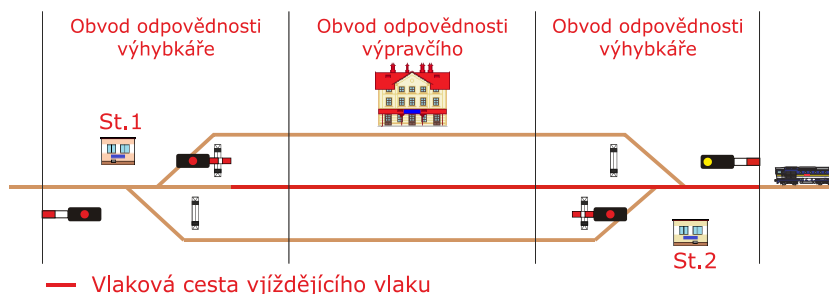 Obvod odpovědnosti
výhybkáře
Obvod odpovědnosti
výpravčího
Obvod odpovědnosti
výhybkáře
St.1
St.2
Vlaková cesta vjíždějícího vlaku